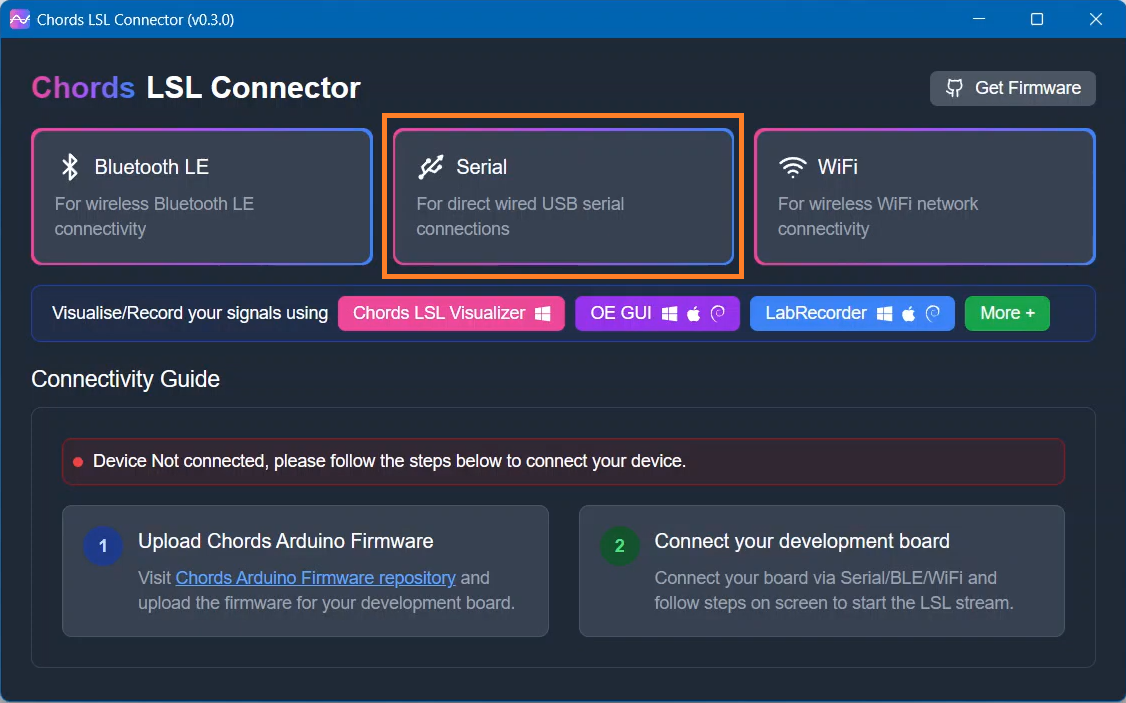 Chords LSL Connector (v0.3.0)
Chords LSL Connector
Get Firmware
Bluetooth LE
For wireless Bluetooth LE
connectivity
Serial
For direct wired USB serial
connections
WiFi
For wireless WiFi network
connectivity
Visualise/Record your signals using
Chords LSL Visualizer
OE GUI
LabRecorder
More +
Connectivity Guide
Device Not connected, please follow the steps below to connect your device.
1
Upload Chords Arduino Firmware
Visit Chords Arduino Firmware repository and
upload the firmware for your development board.
2
Connect your development board
Connect your board via Serial/BLE/WiFi and
follow steps on screen to start the LSL stream.